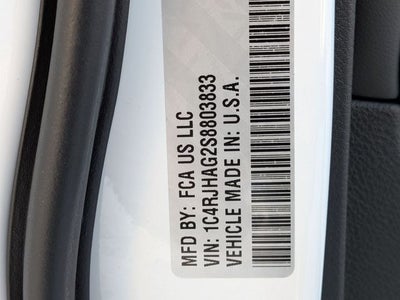 MFD BY: FCA US LLC
VIN: 1C4RJHAG2S8803833
VEHICLE MADE IN: U.S.A.